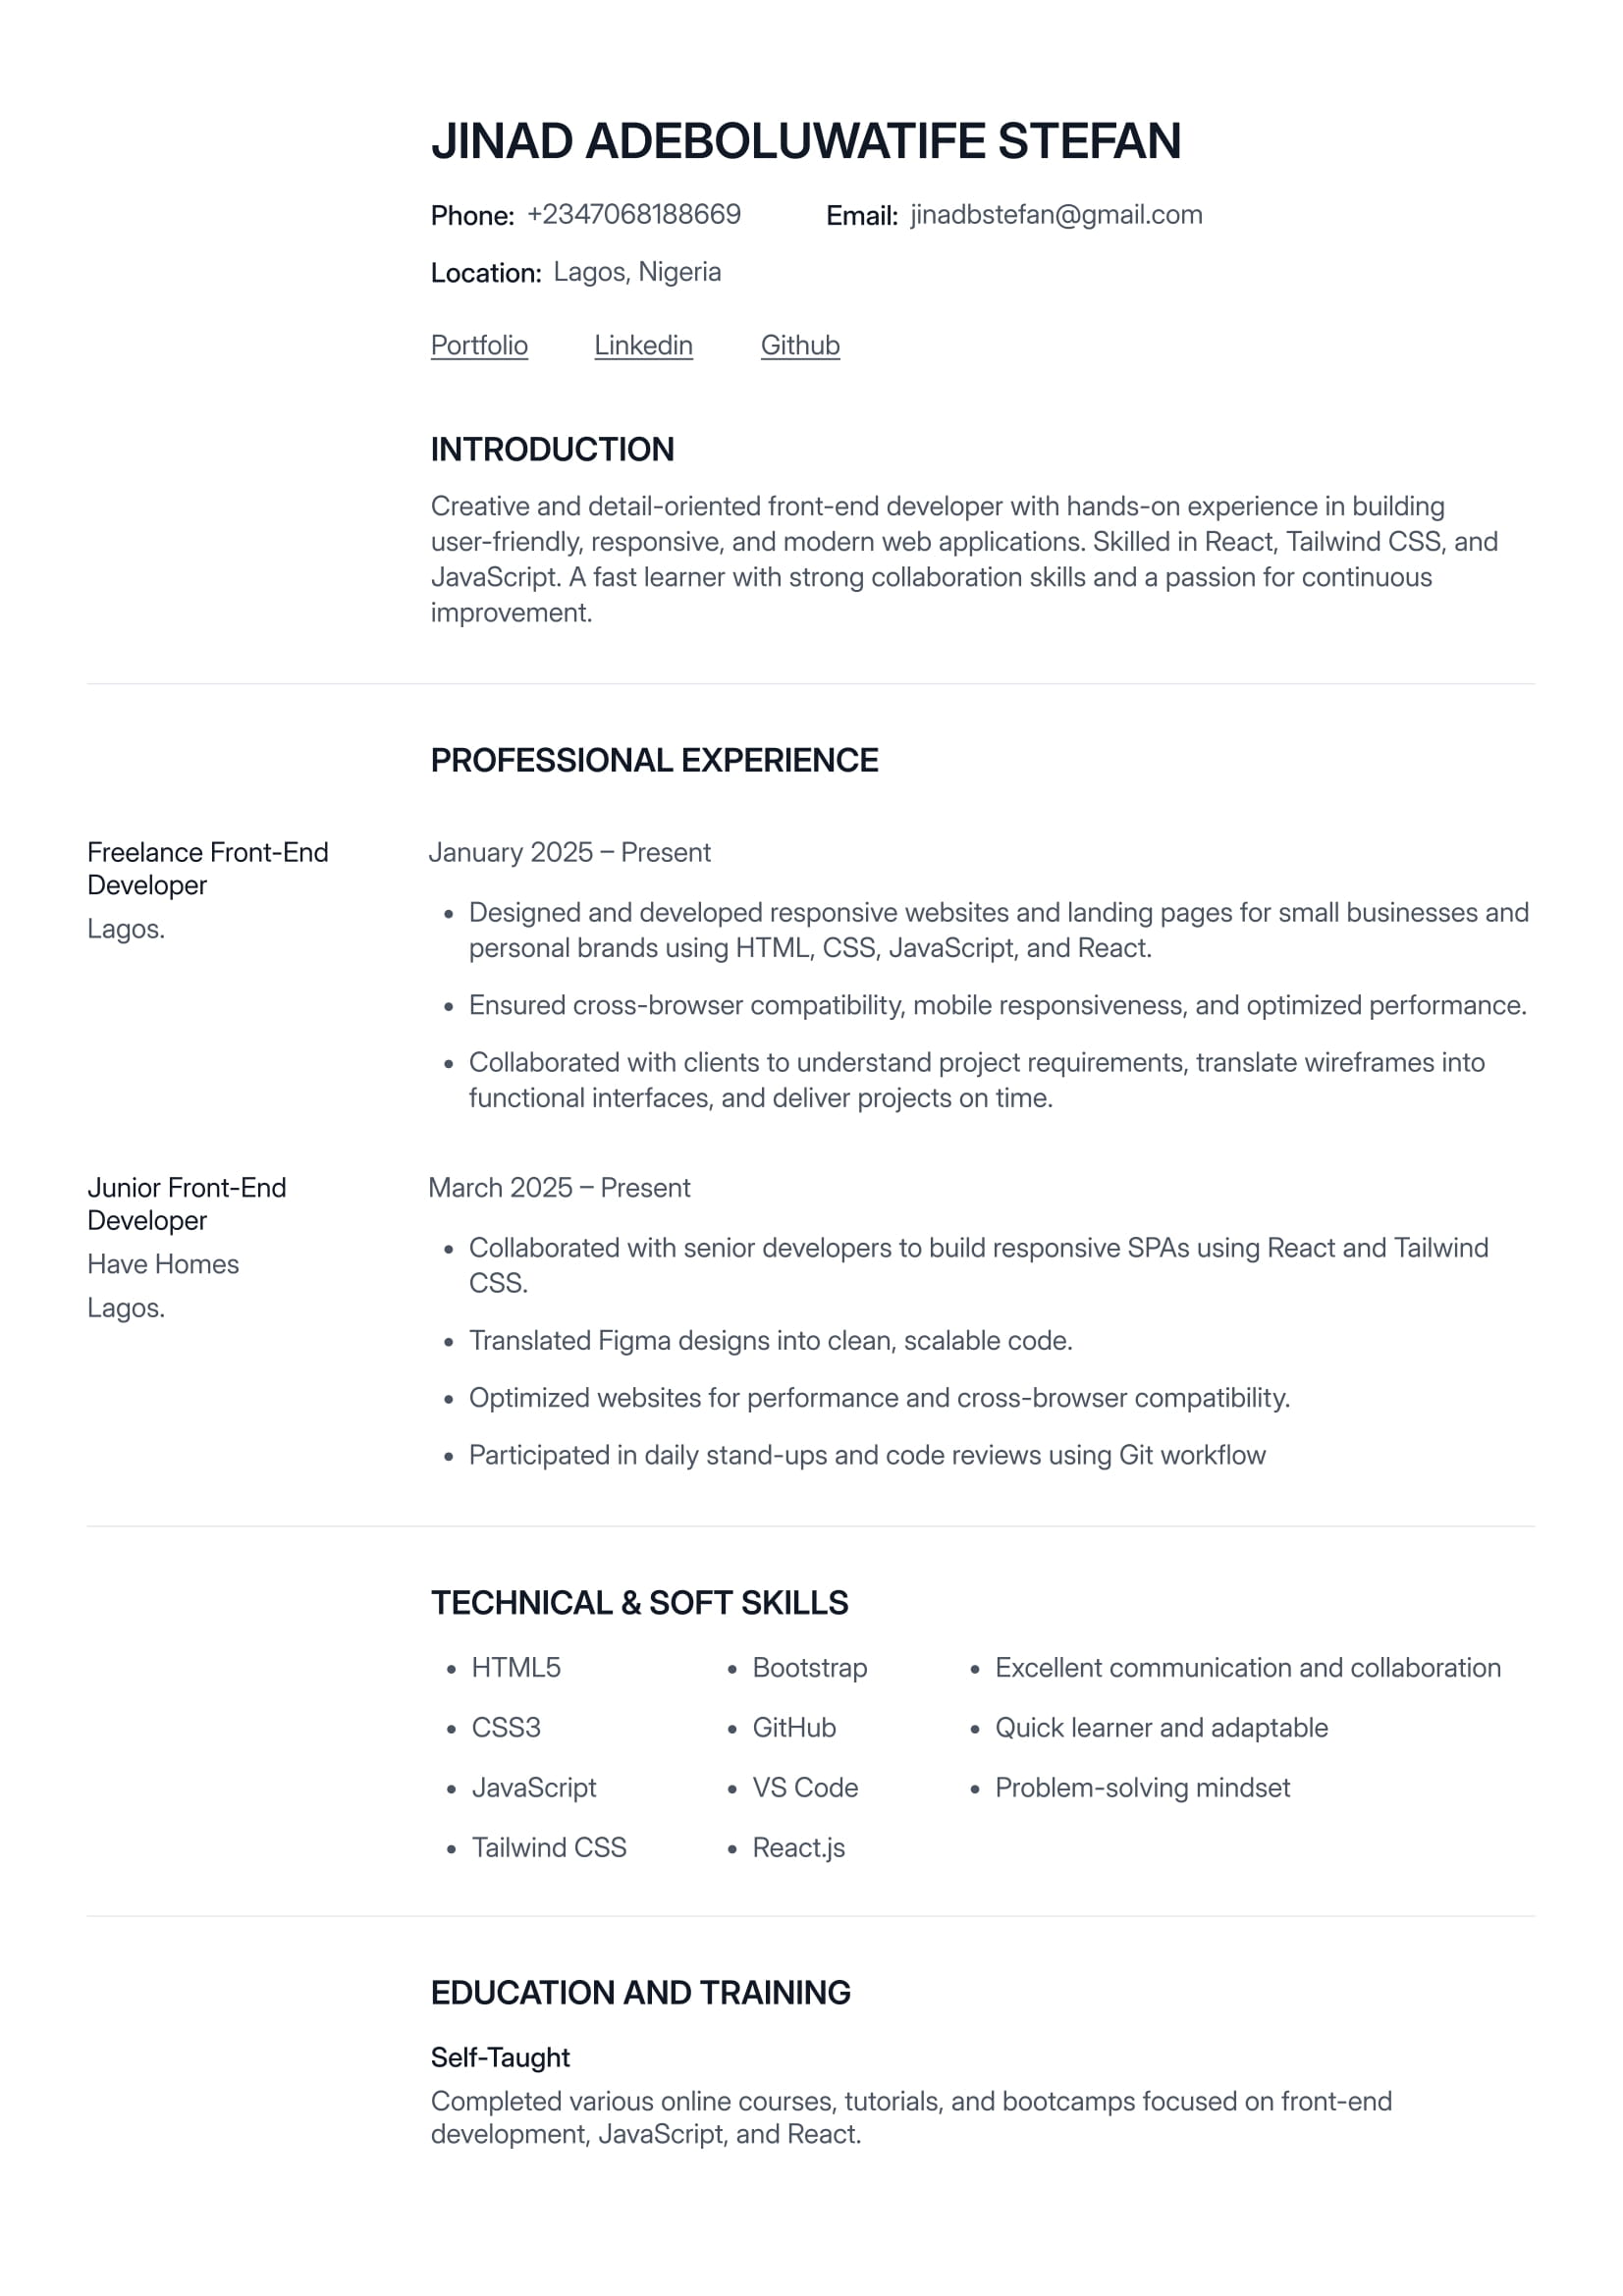 JINAD ADEBOLUWATIFE STEFAN
Phone: +2347068188669 Email: jinadbstefan@gmail.com
Location: Lagos, Nigeria
Portfolio Linkedin Github
INTRODUCTION
Creative and detail-oriented front-end developer with hands-on experience in building
user-friendly, responsive, and modern web applications. Skilled in React, Tailwind CSS, and
JavaScript. A fast learner with strong collaboration skills and a passion for continuous
improvement.
PROFESSIONAL EXPERIENCE
Freelance Front-End
Developer
Lagos.
January 2025 – Present
• Designed and developed responsive websites and landing pages for small businesses and
personal brands using HTML, CSS, JavaScript, and React.
• Ensured cross-browser compatibility, mobile responsiveness, and optimized performance.
• Collaborated with clients to understand project requirements, translate wireframes into
functional interfaces, and deliver projects on time.
Junior Front-End
Developer
Have Homes
Lagos.
March 2025 – Present
• Collaborated with senior developers to build responsive SPAs using React and Tailwind
CSS.
• Translated Figma designs into clean, scalable code.
• Optimized websites for performance and cross-browser compatibility.
• Participated in daily stand-ups and code reviews using Git workflow
TECHNICAL & SOFT SKILLS
• HTML5
• CSS3
• JavaScript
• Tailwind CSS
• Bootstrap
• GitHub
• VS Code
• React.js
• Excellent communication and collaboration
• Quick learner and adaptable
• Problem-solving mindset
EDUCATION AND TRAINING
Self-Taught
Completed various online courses, tutorials, and bootcamps focused on front-end
development, JavaScript, and React.